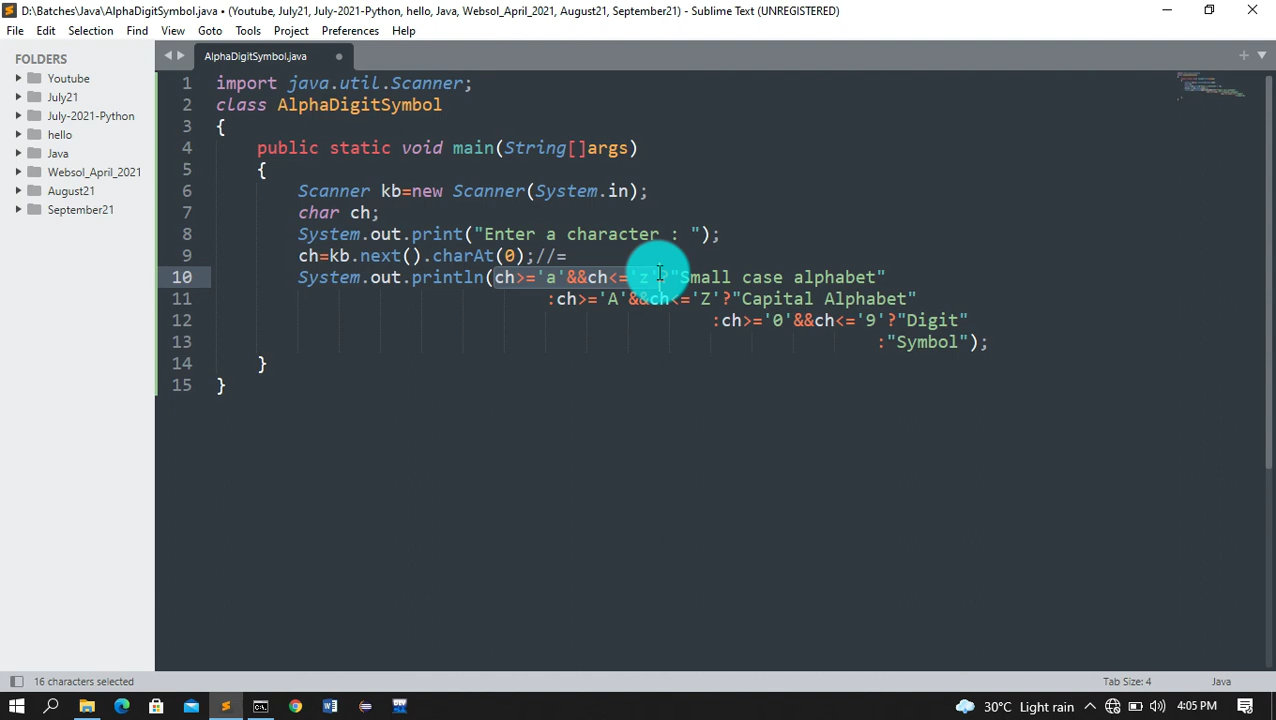 D:\Batches\Java\AlphaDigitSymbol.java • (Youtube, July21, July-2021-Python, hello, Java, Websol_April_2021, August21, September21) - Sublime Text (UNREGISTERED)
File Edit Selection Find View Goto Tools Project Preferences Help
FOLDERS
Youtube
July21
July-2021-Python
hello
Java
Websol_April_2021
August21
September21
AlphaDigitSymbol.java
1 import java.util.Scanner;
2 class AlphaDigitSymbol
3 {
4 public static void main(String[]args)
5 {
6 Scanner kb=new Scanner(System.in);
7 char ch;
8 System.out.print("Enter a character : ");
9 ch=kb.next().charAt(0);//=
10 System.out.println(ch>='a'&&ch<='z'?"Small case alphabet"
11 :ch>='A'&&ch<='Z'?"Capital Alphabet"
12 :ch>='0'&&ch<='9'?"Digit"
13 :"Symbol");
14 }
15 }
16 characters selected
Tab Size: 4
Java
30°C Light rain
4:05 PM